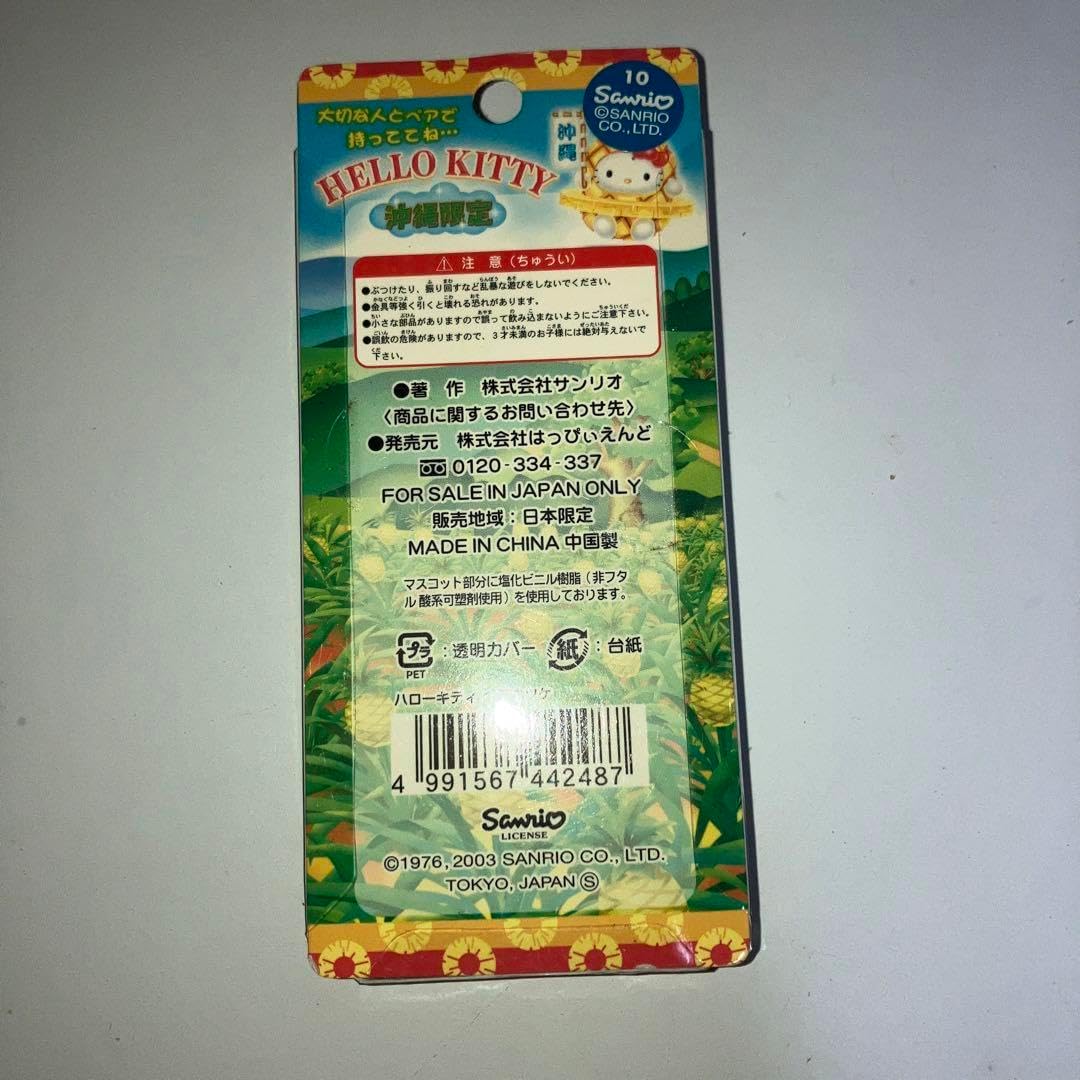 大切な人とペアで
持っててね…
HELLO KITTY
沖縄限定
沖縄
10
Sanrio
©SANRIO
CO., LTD.
⚠ 注 意 (ちゅうい)
●ぶつけたり、振り回すなど乱暴な遊びをしないでください。
●金具等強く引くと壊れる恐れがあります。
●小さな部品がありますので誤って飲み込まないようにご注意下さい。
●誤飲の危険がありますので、3才未満のお子様には絶対与えないで
下さい。
●著 作 株式会社サンリオ
〈商品に関するお問い合わせ先〉
●発売元 株式会社はっぴぃえんど
0120-334-337
FOR SALE IN JAPAN ONLY
販売地域：日本限定
MADE IN CHINA 中国製
マスコット部分に塩化ビニル樹脂（非フタ
ル酸系可塑剤使用）を使用しております。
プラ：透明カバー 紙：台紙
PET
ハローキティ
4 991567 442487
Sanrio
LICENSE
©1976, 2003 SANRIO CO., LTD.
TOKYO, JAPAN Ⓢ